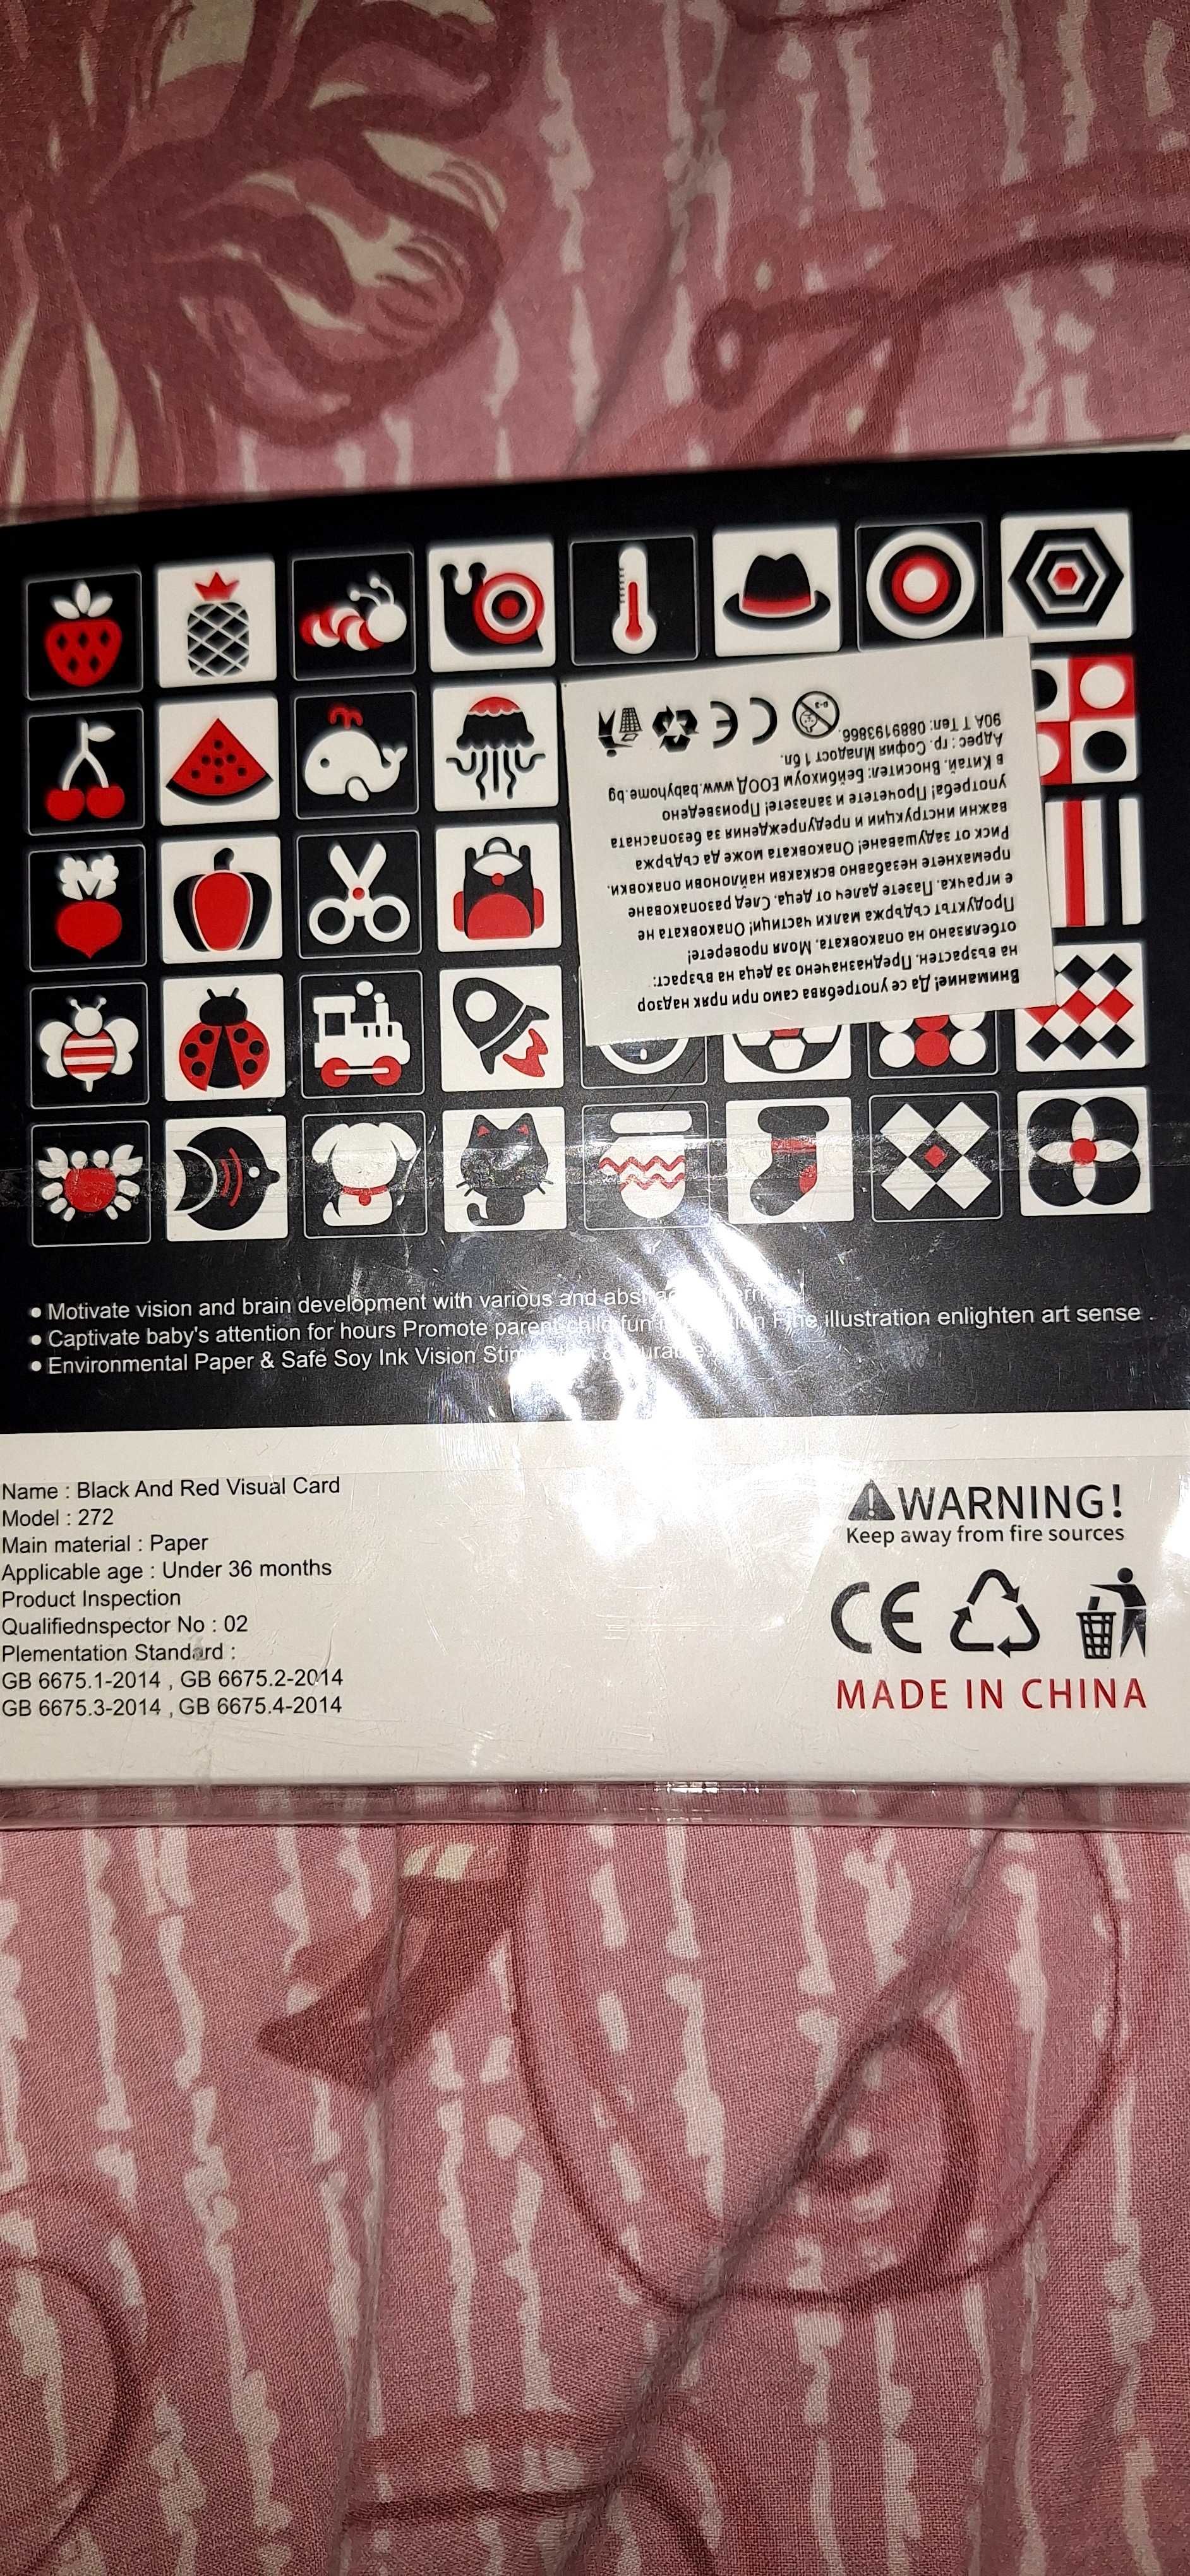 Внимание! Да се употребява само при пряк надзор
на възрастен. Предназначено за деца на възраст:
отбелязано на опаковката. Моля проверете!
Продуктът съдържа малки частици! Опаковката не
е играчка. Пазете далеч от деца. След разопаковане
премахнете незабавно всякакви найлонови опаковки.
Риск от задушаване! Опаковката може да съдържа
важни инструкции и предупреждения за безопасната
употреба! Прочетете и запазете! Произведено
в Китай. Вносител: Бейбихоум ЕООД www.babyhome.bg
Адрес: гр. София Младост 1 бл.
90А Т Тел: 0889193866.
0-3
CE
• Motivate vision and brain development with various and
• Captivate baby's attention for hours Promote parent-child fun Fine illustration enlighten art sense .
• Environmental Paper & Safe Soy Ink Vision
Name : Black And Red Visual Card
Model : 272
Main material : Paper
Applicable age : Under 36 months
Product Inspection
Qualifiednspector No : 02
Plementation Standard :
GB 6675.1-2014 , GB 6675.2-2014
GB 6675.3-2014 , GB 6675.4-2014
WARNING!
Keep away from fire sources
CE
MADE IN CHINA